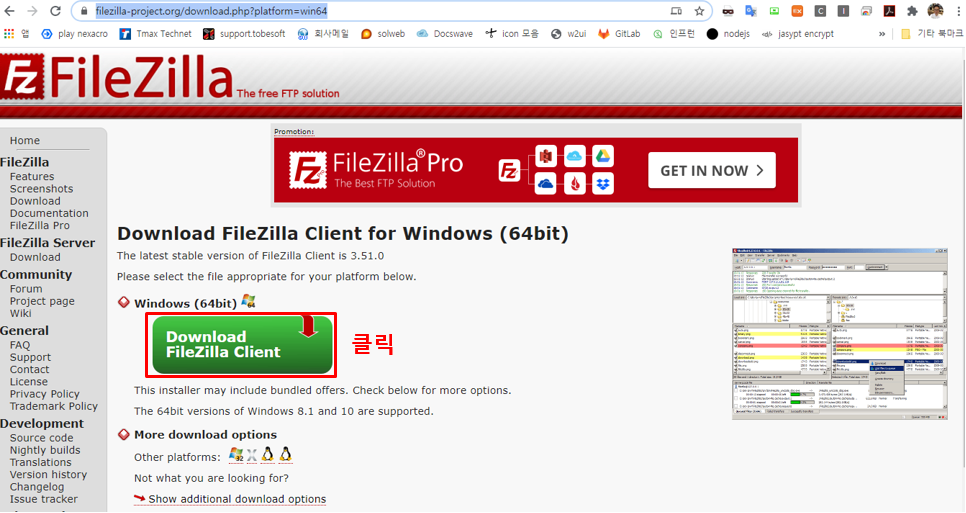 filezilla-project.org/download.php?platform=win64
play nexacro
Tmax Technet
support.tobesoft
회사메일
solweb
Docswave
icon 모음
w2ui
GitLab
인프런
nodejs
jasypt encrypt
»
기타 북마크
FileZilla The free FTP solution
Home
FileZilla
Features
Screenshots
Download
Documentation
FileZilla Pro
FileZilla Server
Download
Community
Forum
Project page
Wiki
General
FAQ
Support
Contact
License
Privacy Policy
Trademark Policy
Development
Source code
Nightly builds
Translations
Version history
Changelog
Issue tracker
Promotion:
FileZilla® Pro
The Best FTP Solution
GET IN NOW >
Download FileZilla Client for Windows (64bit)
The latest stable version of FileZilla Client is 3.51.0
Please select the file appropriate for your platform below.
Windows (64bit)
Download
FileZilla Client
클릭
This installer may include bundled offers. Check below for more options.
The 64bit versions of Windows 8.1 and 10 are supported.
More download options
Other platforms:
Not what you are looking for?
Show additional download options